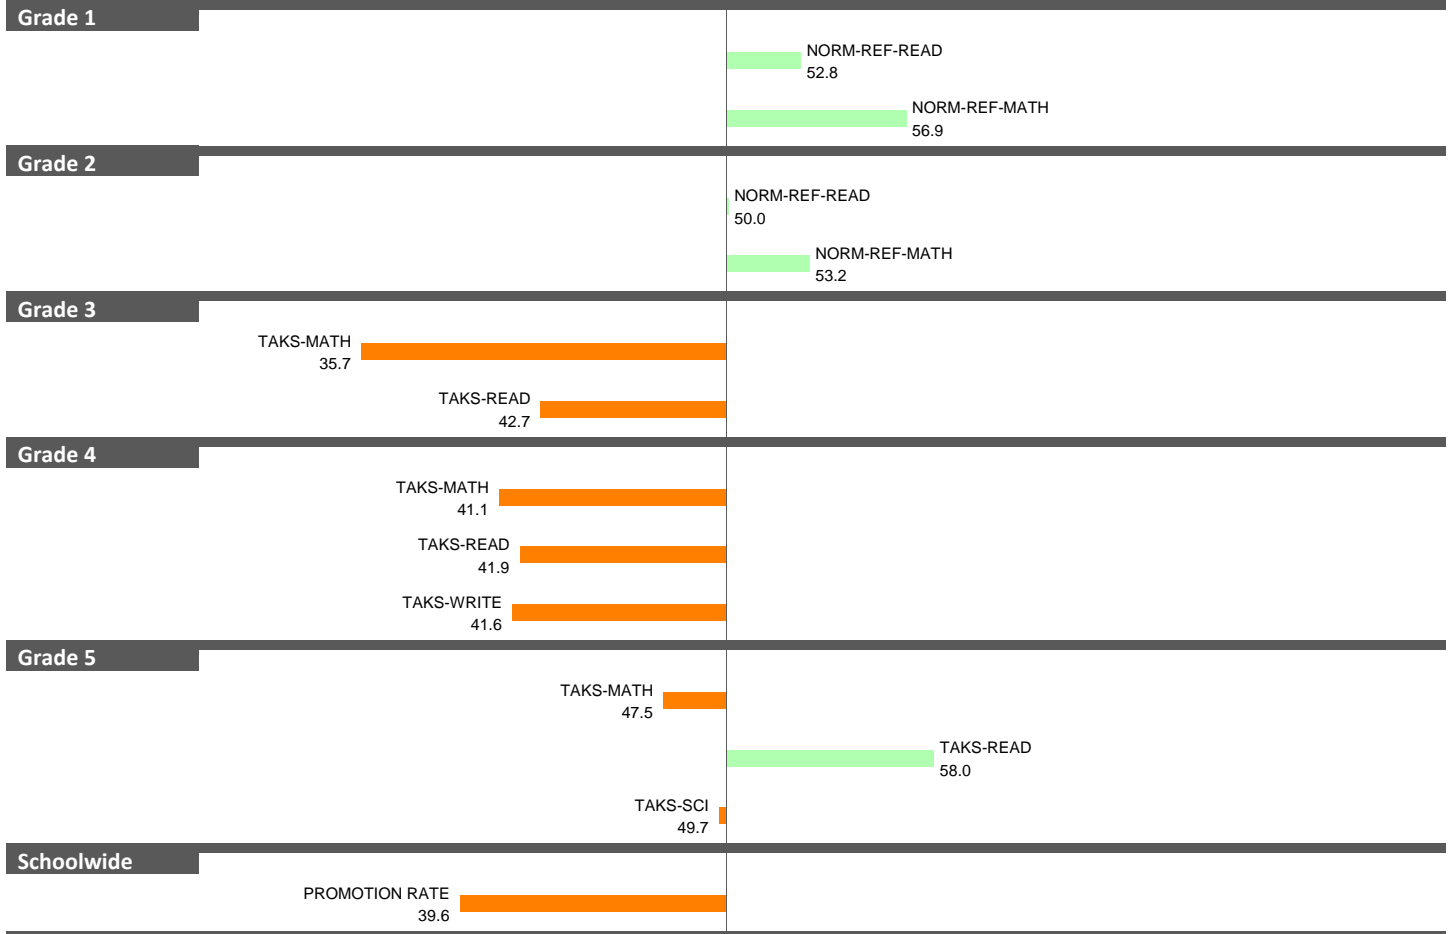 Grade 1
NORM-REF-READ
52.8
NORM-REF-MATH
56.9
Grade 2
NORM-REF-READ
50.0
NORM-REF-MATH
53.2
Grade 3
TAKS-MATH
35.7
TAKS-READ
42.7
Grade 4
TAKS-MATH
41.1
TAKS-READ
41.9
TAKS-WRITE
41.6
Grade 5
TAKS-MATH
47.5
TAKS-READ
58.0
TAKS-SCI
49.7
Schoolwide
PROMOTION RATE
39.6